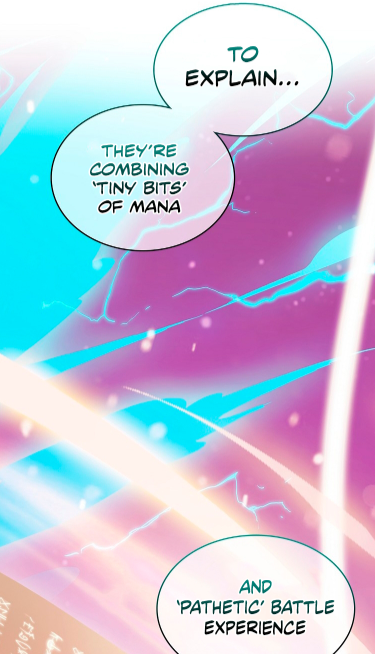 TO
EXPLAIN...
THEY'RE
COMBINING
'TINY BITS'
OF MANA
AND
'PATHETIC' BATTLE
EXPERIENCE